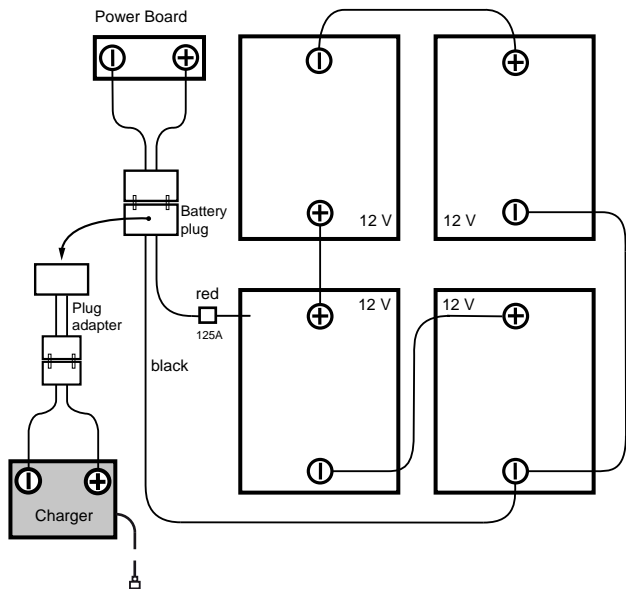 Power Board
12 V
12 V
Battery
plug
red
125A
12 V
12 V
Plug
adapter
black
Charger